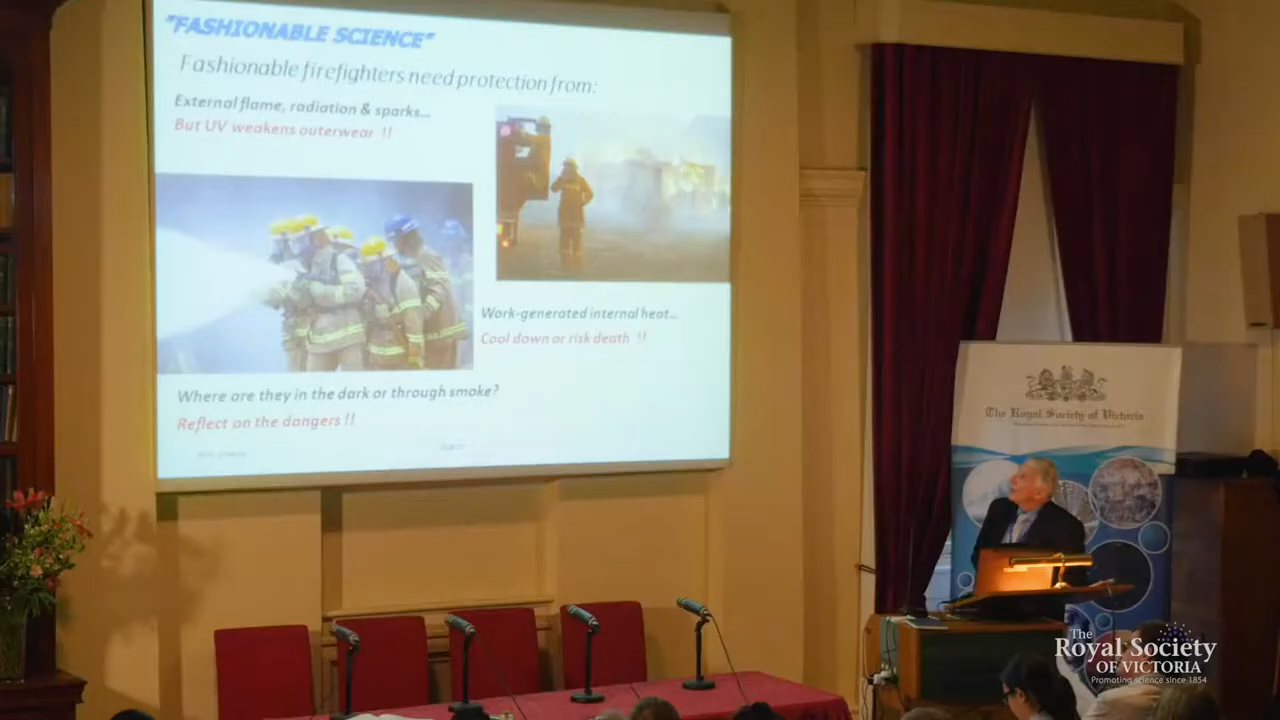 "FASHIONABLE SCIENCE"
Fashionable firefighters need protection from:
External flame, radiation & sparks...
But UV weakens outerwear !!
Work-generated internal heat...
Cool down or risk death !!
Where are they in the dark or through smoke?
Reflect on the dangers !!
The Royal Society of Victoria
The
Royal Society
OF VICTORIA
Promoting science since 1854